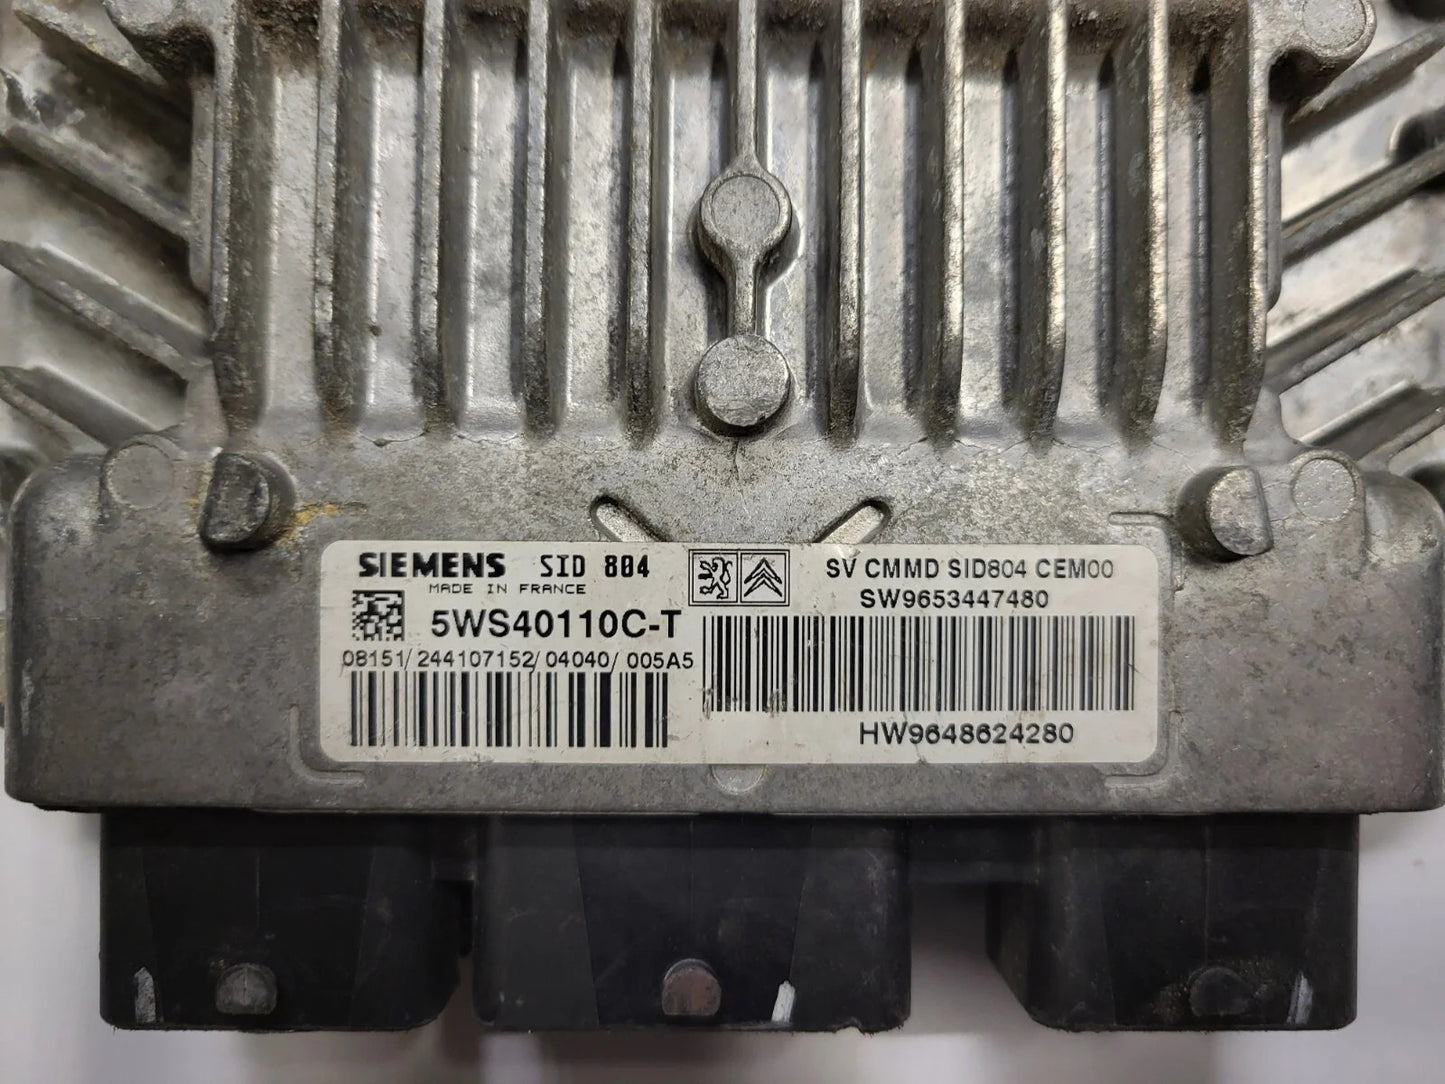 SIEMENS SID 804
MADE IN FRANCE
5WS40110C-T
08151/244107152/04040/005A5
SV CMMD SID804 CEM00
SW9653447480
HW9648624280